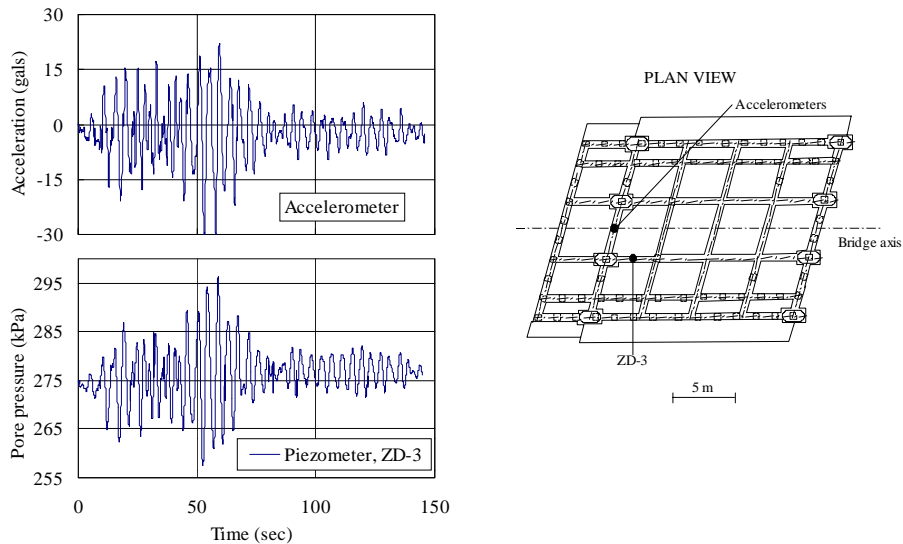 30
15
0
-15
-30
Acceleration (gals)
Accelerometer
295
285
275
265
255
Pore pressure (kPa)
Piezometer, ZD-3
0
50
100
150
Time (sec)
PLAN VIEW
Accelerometers
Bridge axis
ZD-3
5 m